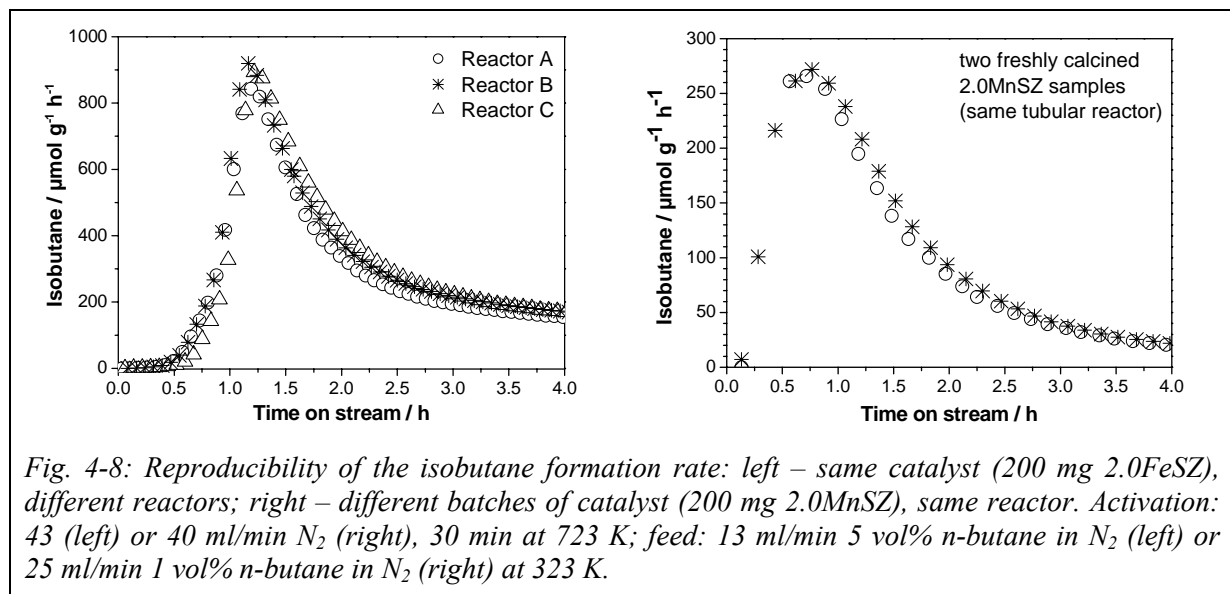 1000
800
600
400
200
0
Isobutane / µmol g⁻¹ h⁻¹
Reactor A
Reactor B
Reactor C
0.0 0.5 1.0 1.5 2.0 2.5 3.0 3.5 4.0
Time on stream / h
300
250
200
150
100
50
0
Isobutane / µmol g⁻¹ h⁻¹
two freshly calcined
2.0MnSZ samples
(same tubular reactor)
0.0 0.5 1.0 1.5 2.0 2.5 3.0 3.5 4.0
Time on stream / h
Fig. 4-8: Reproducibility of the isobutane formation rate: left – same catalyst (200 mg 2.0FeSZ),
different reactors; right – different batches of catalyst (200 mg 2.0MnSZ), same reactor. Activation:
43 (left) or 40 ml/min N₂ (right), 30 min at 723 K; feed: 13 ml/min 5 vol% n-butane in N₂ (left) or
25 ml/min 1 vol% n-butane in N₂ (right) at 323 K.